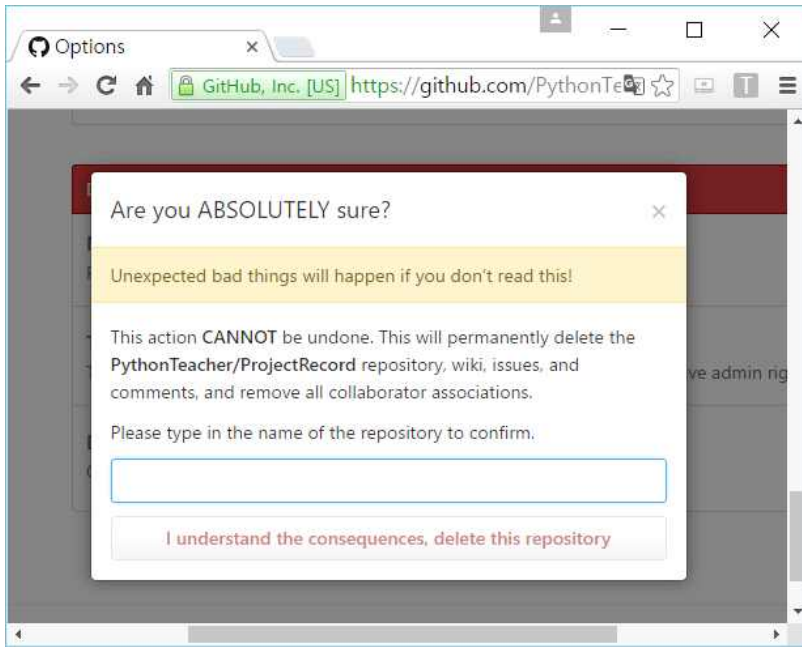 Options
GitHub, Inc. [US] https://github.com/PythonTe
Are you ABSOLUTELY sure?
Unexpected bad things will happen if you don't read this!
This action CANNOT be undone. This will permanently delete the
PythonTeacher/ProjectRecord repository, wiki, issues, and
comments, and remove all collaborator associations.
ve admin rig
Please type in the name of the repository to confirm.
I understand the consequences, delete this repository